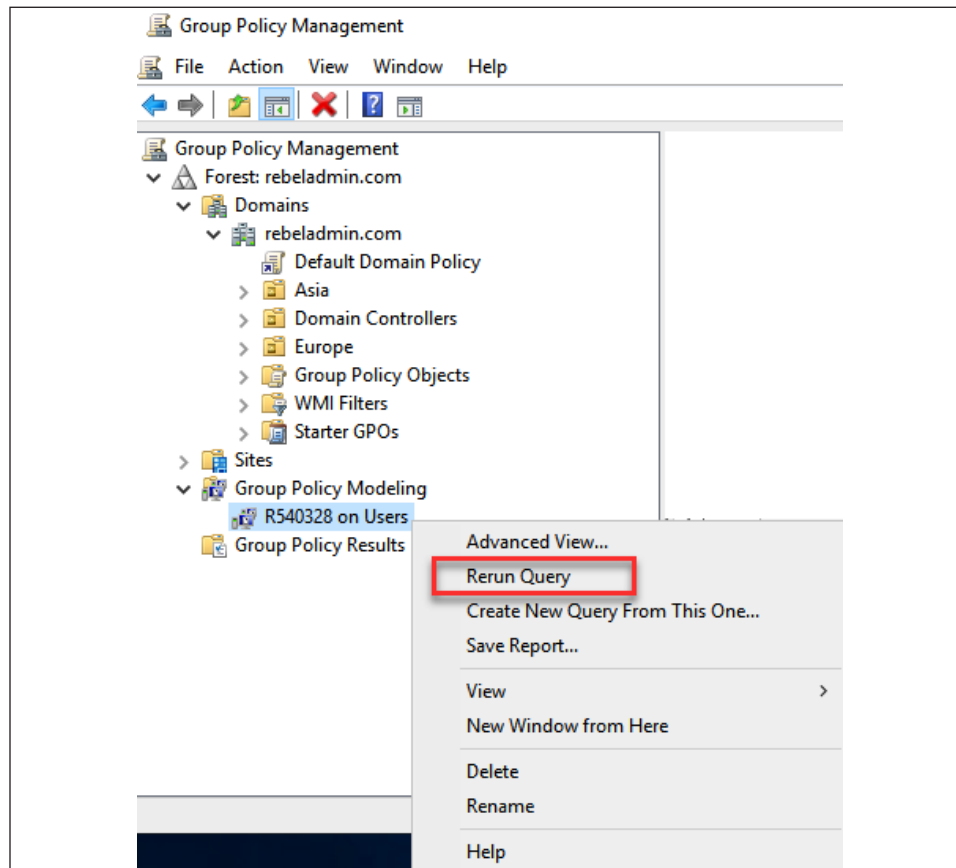 Group Policy Management
File Action View Window Help
Group Policy Management
Forest: rebeladmin.com
Domains
rebeladmin.com
Default Domain Policy
Asia
Domain Controllers
Europe
Group Policy Objects
WMI Filters
Starter GPOs
Sites
Group Policy Modeling
R540328 on Users
Group Policy Results
Advanced View...
Rerun Query
Create New Query From This One...
Save Report...
View
New Window from Here
Delete
Rename
Help